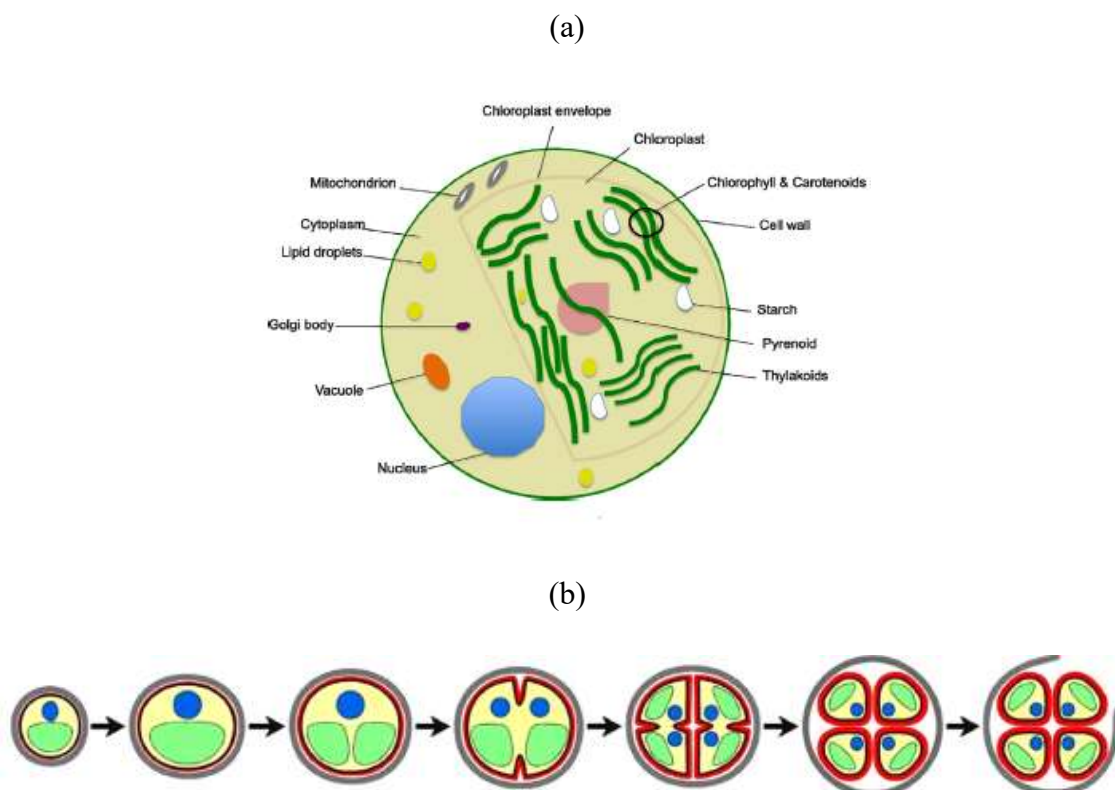 (a)
Chloroplast envelope
Chloroplast
Mitochondrion
Chlorophyll & Carotenoids
Cytoplasm
Cell wall
Lipid droplets
Starch
Golgi body
Pyrenoid
Thylakoids
Vacuole
Nucleus
(b)